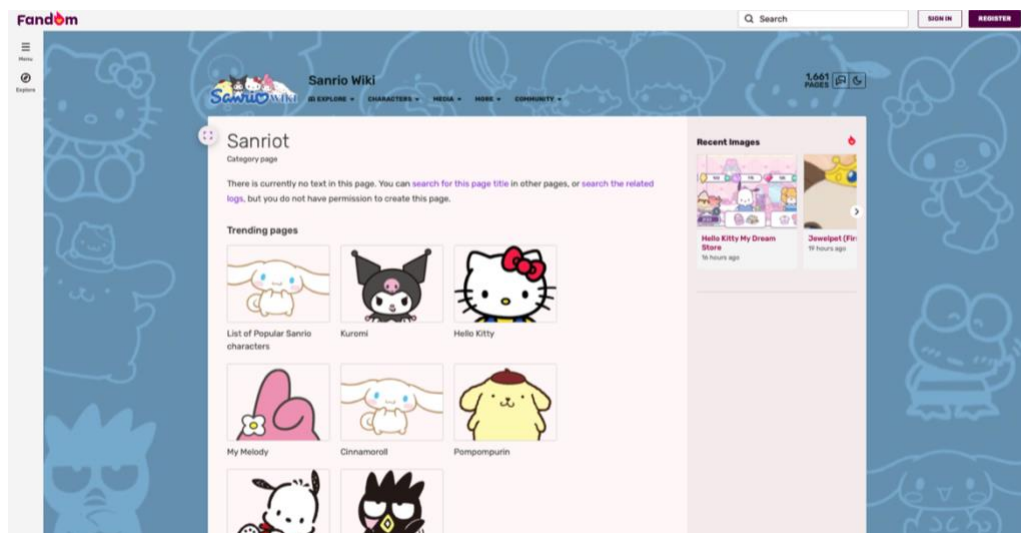 Fandom
Search
SIGN IN
REGISTER
Menu
Explore
Sanrio WIKI
Sanrio Wiki
EXPLORE
CHARACTERS
MEDIA
MORE
COMMUNITY
1,661
PAGES
Sanriot
Category page
There is currently no text in this page. You can search for this page title in other pages, or search the related
logs, but you do not have permission to create this page.
Trending pages
List of Popular Sanrio
characters
Kuromi
Hello Kitty
My Melody
Cinnamoroll
Pompompurin
Recent Images
Hello Kitty My Dream
Store
16 hours ago
Jewelpet (Fir
19 hours ago